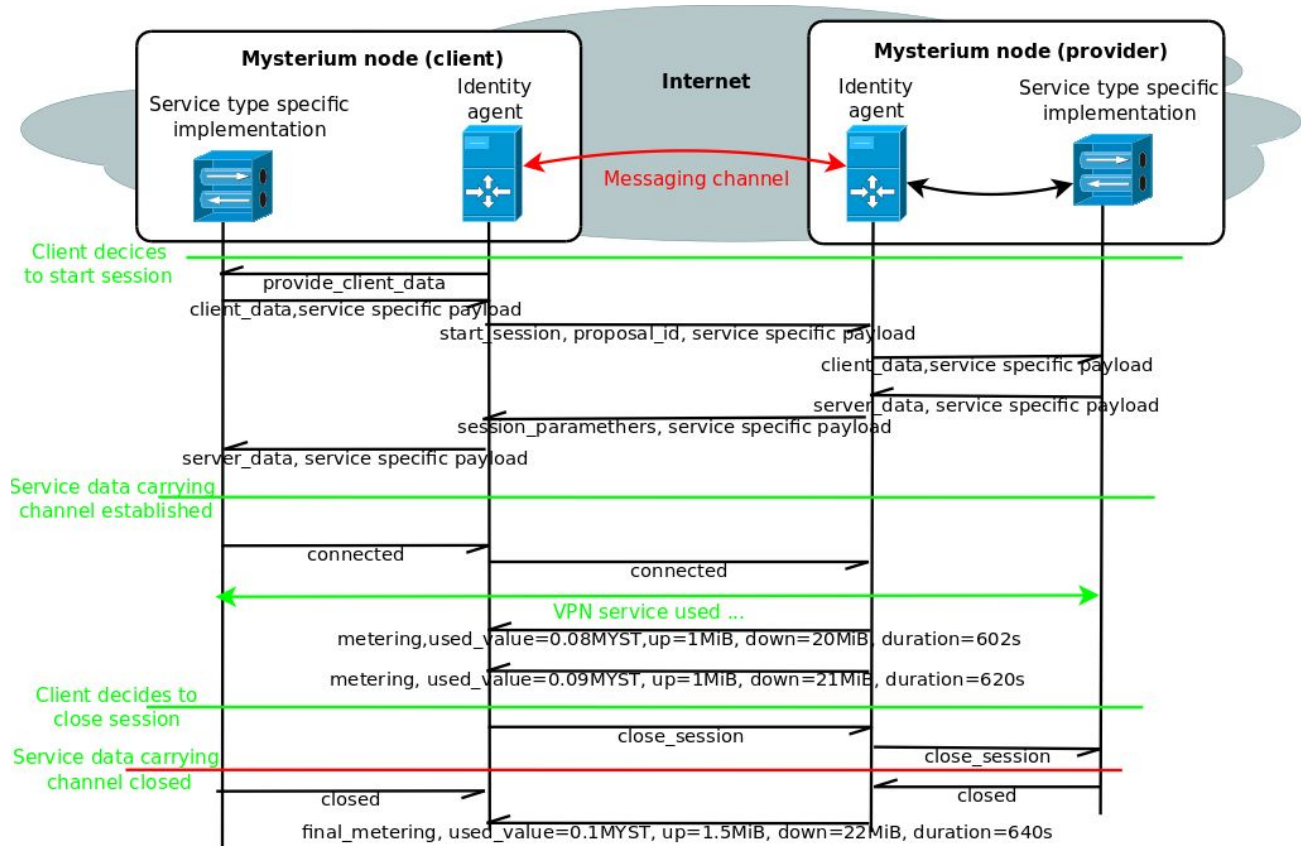 Mysterium node (client)
Mysterium node (provider)
Internet
Service type specific
implementation
Identity
agent
Identity
agent
Service type specific
implementation
Messaging channel
Client decices
to start session
provide_client_data
client_data,service specific payload
start_session, proposal_id, service specific payload
client_data,service specific payload
server_data, service specific payload
session_paramethers, service specific payload
server_data, service specific payload
Service data carrying
channel established
connected
connected
VPN service used ...
metering,used_value=0.08MYST,up=1MiB, down=20MiB, duration=602s
metering, used_value=0.09MYST, up=1MiB, down=21MiB, duration=620s
Client decides to
close session
close_session
close_session
Service data carrying
channel closed
closed
closed
final_metering, used_value=0.1MYST, up=1.5MiB, down=22MiB, duration=640s